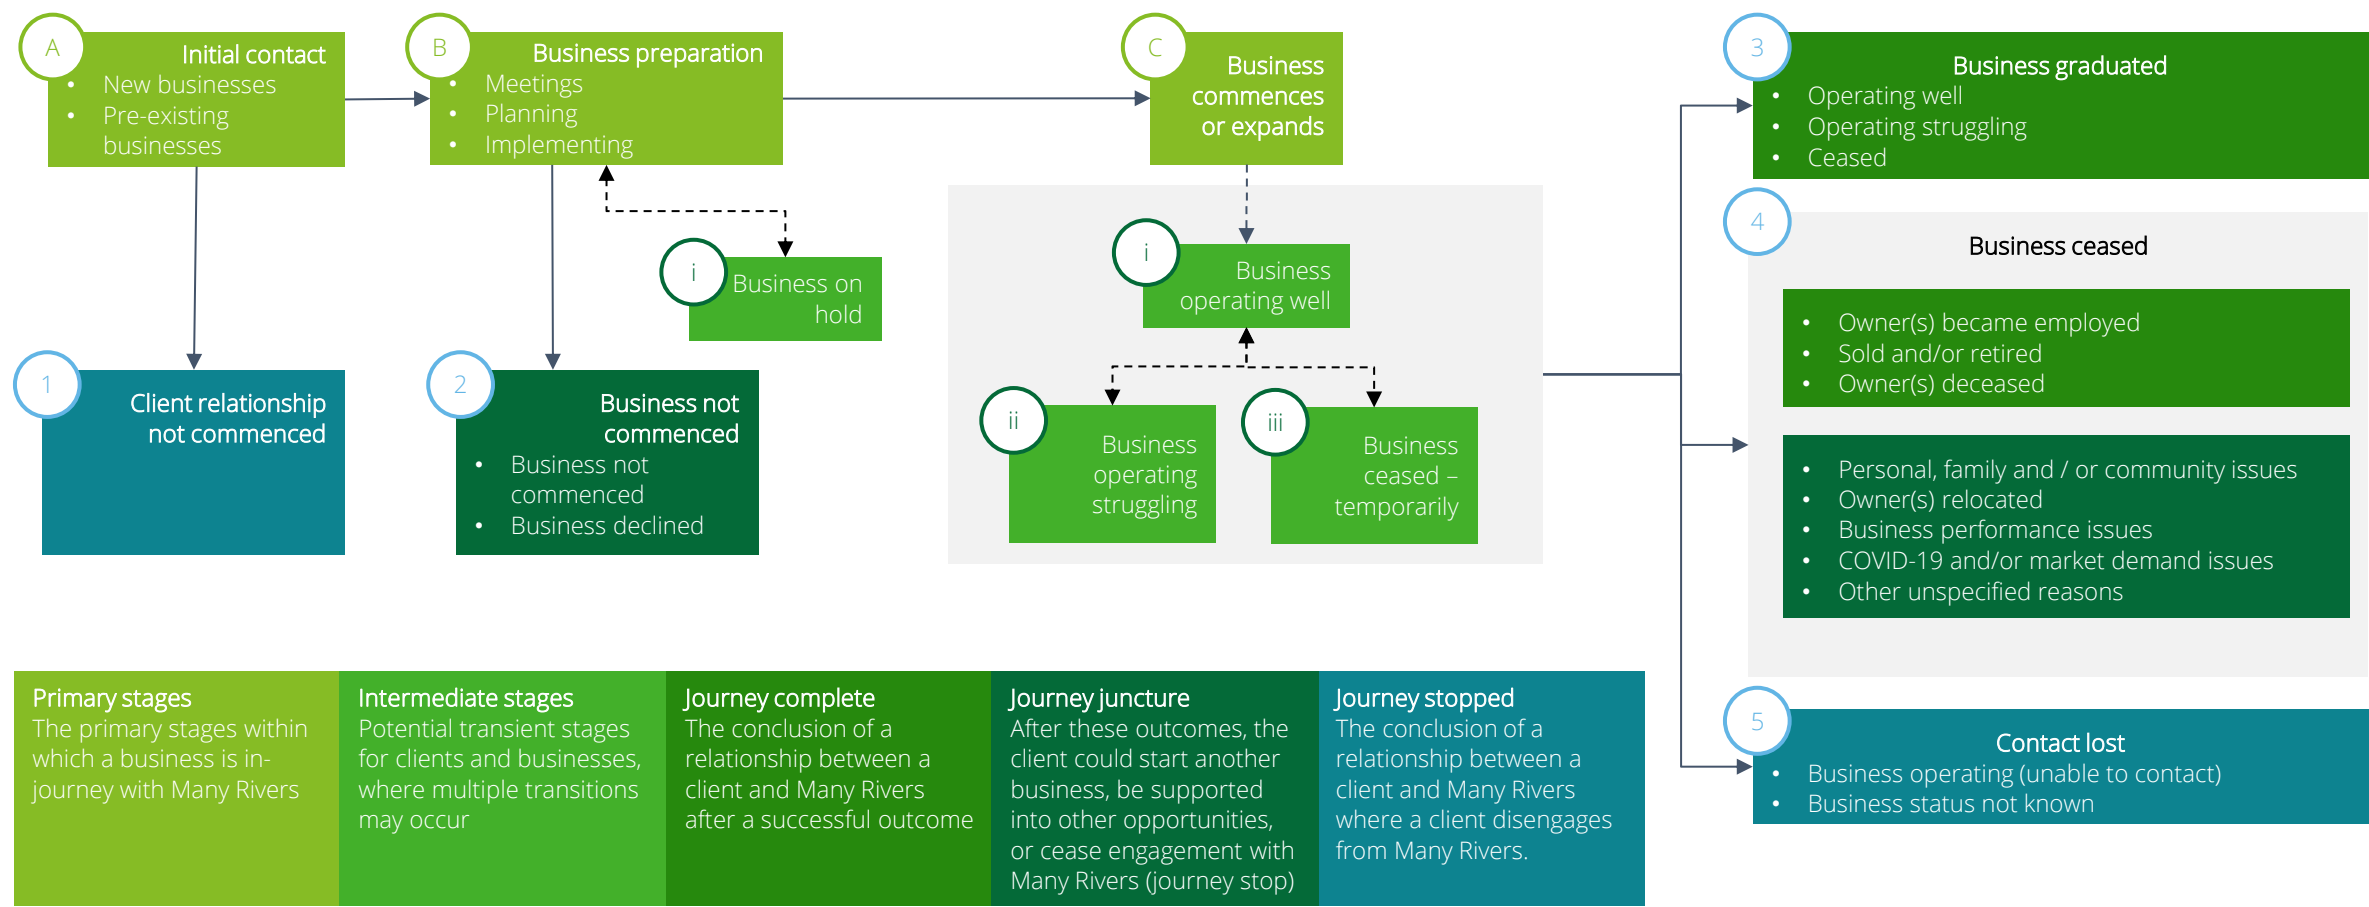 A
Initial contact
• New businesses
• Pre-existing
businesses
B
Business preparation
• Meetings
• Planning
• Implementing
C
Business
commences
or expands
i
Business on
hold
1
Client relationship
not commenced
2
Business not
commenced
• Business not
commenced
• Business declined
i
Business
operating well
ii
Business
operating
struggling
iii
Business
ceased –
temporarily
3
Business graduated
• Operating well
• Operating struggling
• Ceased
4
Business ceased
• Owner(s) became employed
• Sold and/or retired
• Owner(s) deceased
• Personal, family and / or community issues
• Owner(s) relocated
• Business performance issues
• COVID-19 and/or market demand issues
• Other unspecified reasons
5
Contact lost
• Business operating (unable to contact)
• Business status not known
Primary stages
The primary stages within
which a business is in-
journey with Many Rivers
Intermediate stages
Potential transient stages
for clients and businesses,
where multiple transitions
may occur
Journey complete
The conclusion of a
relationship between a
client and Many Rivers
after a successful outcome
Journey juncture
After these outcomes, the
client could start another
business, be supported
into other opportunities,
or cease engagement with
Many Rivers (journey stop)
Journey stopped
The conclusion of a
relationship between a
client and Many Rivers
where a client disengages
from Many Rivers.